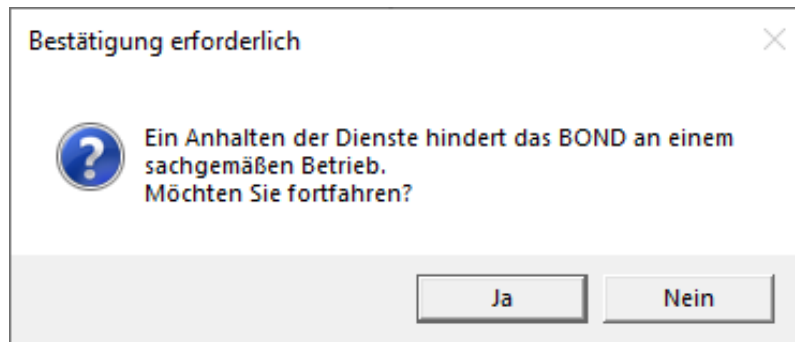 Bestätigung erforderlich
Ein Anhalten der Dienste hindert das BOND an einem
sachgemäßen Betrieb.
Möchten Sie fortfahren?
Ja
Nein